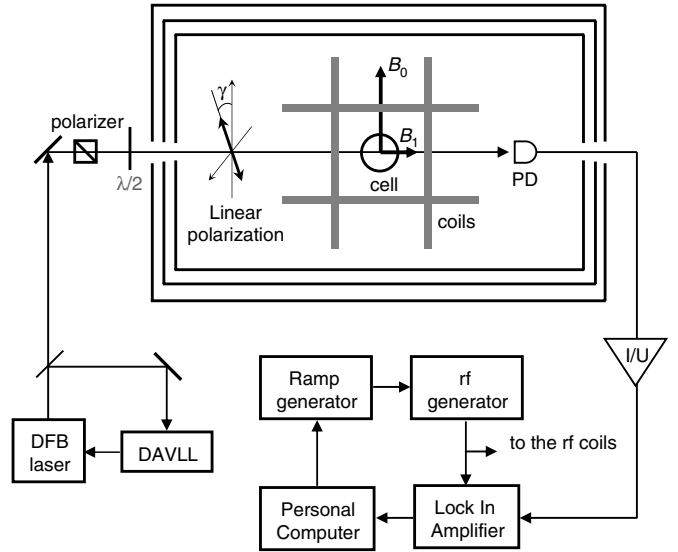 B0
γ
polarizer
B1
λ/2
cell
PD
Linear
polarization
coils
I/U
Ramp
generator
rf
generator
to the rf coils
DFB
laser
DAVLL
Personal
Computer
Lock In
Amplifier